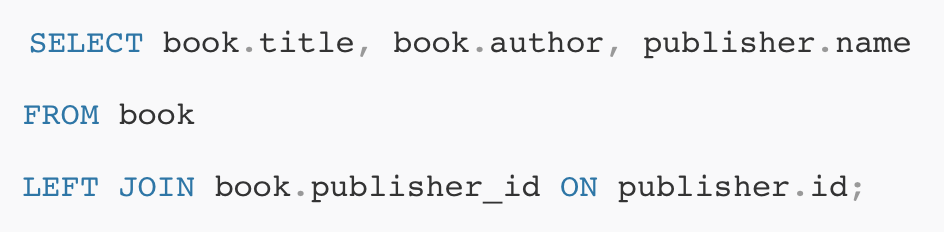 SELECT book.title, book.author, publisher.name
FROM book
LEFT JOIN book.publisher_id ON publisher.id;